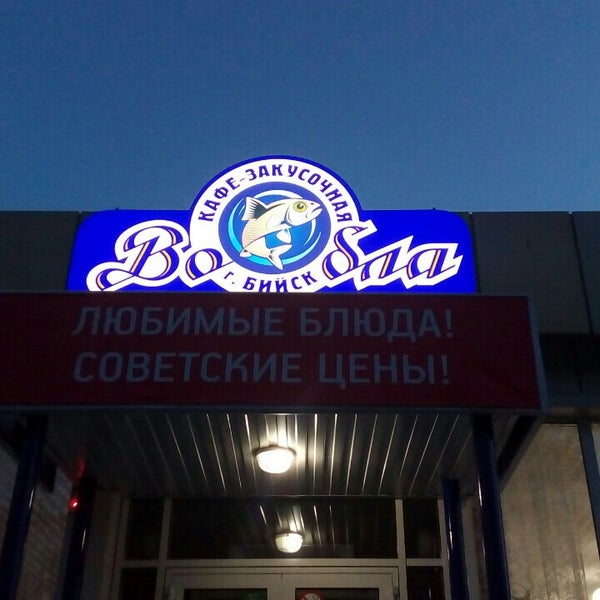 КАФЕ-ЗАКУСОЧНАЯ
Вобла
г. БИЙСК
ЛЮБИМЫЕ БЛЮДА!
СОВЕТСКИЕ ЦЕНЫ!